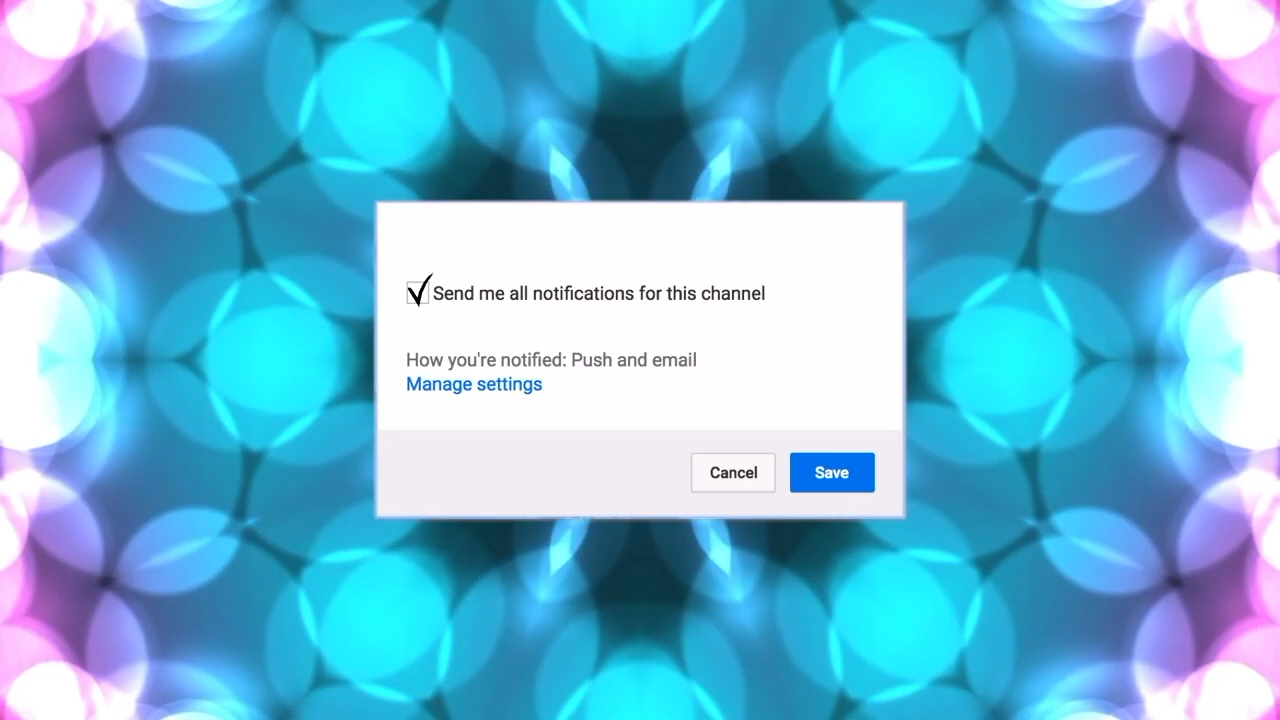 Send me all notifications for this channel
How you're notified: Push and email
Manage settings
Cancel
Save